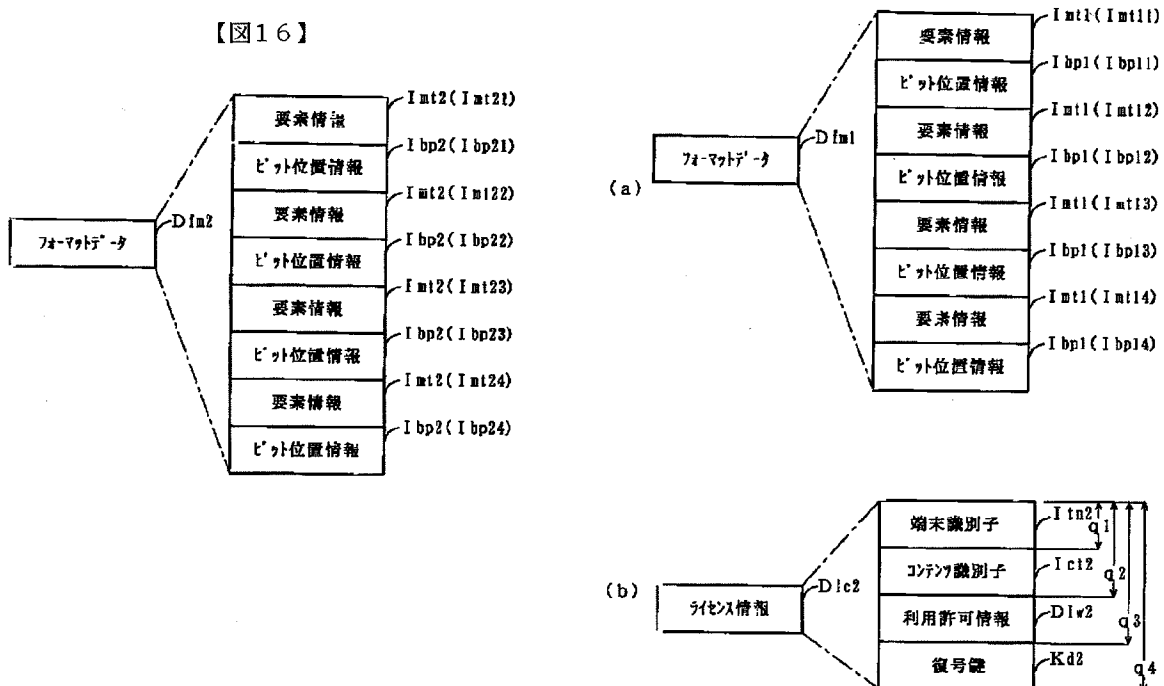 【図16】
Imt2(Imt21)
要素情報
Ibp2(Ibp21)
ビット位置情報
Imt2(Imt22)
要素情報
Ibp2(Ibp22)
ビット位置情報
Imt2(Imt23)
要素情報
Ibp2(Ibp23)
ビット位置情報
Imt2(Imt24)
要素情報
Ibp2(Ibp24)
ビット位置情報
フォーマットデータ
Dfm2
(a)
フォーマットデータ
Dfm1
Imt1(Imt11)
要素情報
Ibp1(Ibp11)
ビット位置情報
Imt1(Imt12)
要素情報
Ibp1(Ibp12)
ビット位置情報
Imt1(Imt13)
要素情報
Ibp1(Ibp13)
ビット位置情報
Imt1(Imt14)
要素情報
Ibp1(Ibp14)
ビット位置情報
(b)
ライセンス情報
Dlc2
端末識別子
Itn2
コンテンツ識別子
Ict2
利用許可情報
Dlw2
復号鍵
Kd2
q1
q2
q3
q4